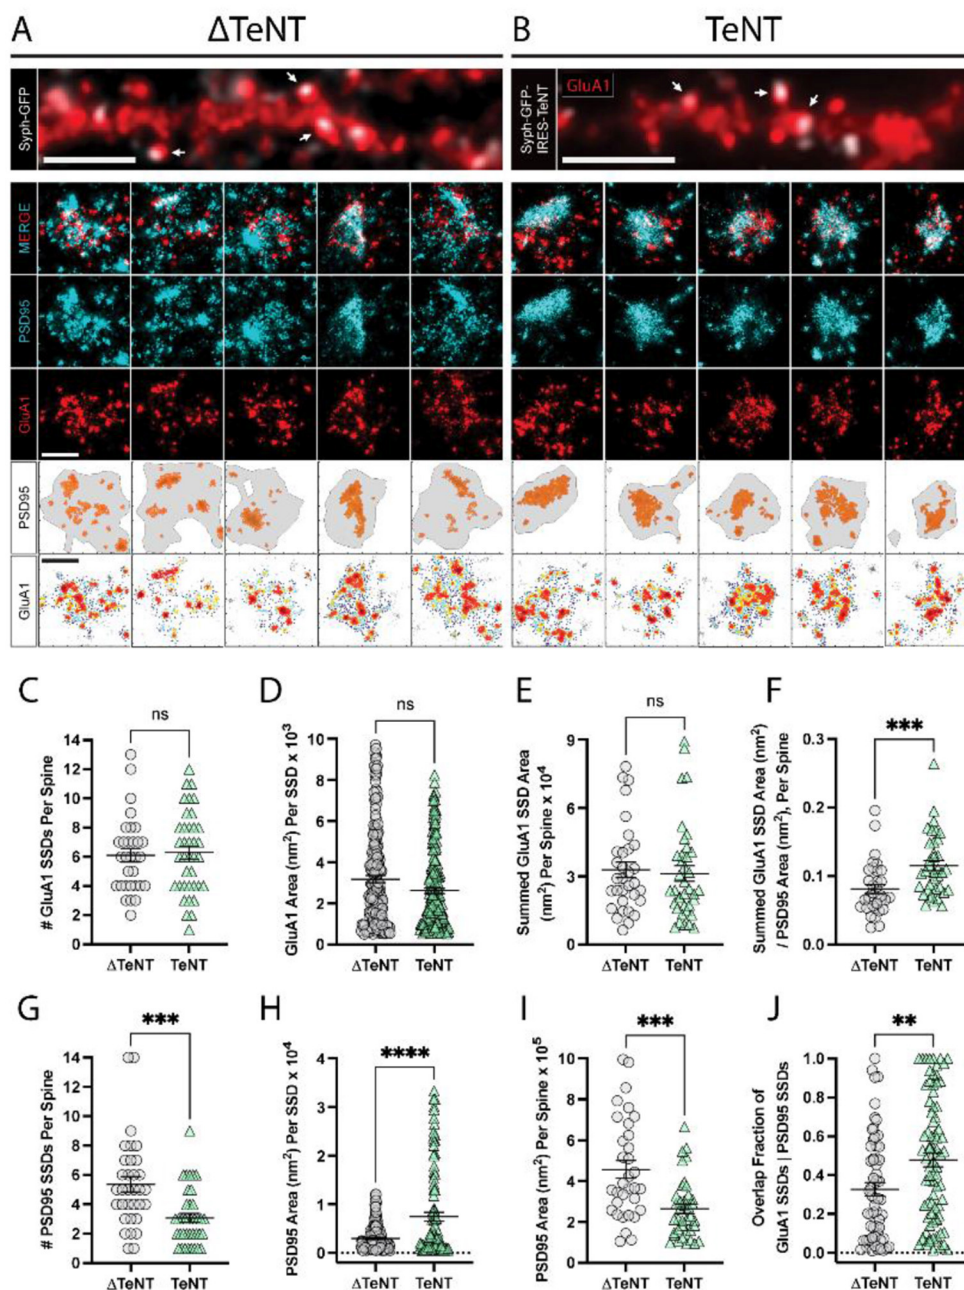 A ΔTeNT
B TeNT
Syph-GFP
Syph-GFP-
IRES-TeNT
GluA1
MERGE
PSD95
GluA1
PSD95
GluA1
C
ns
# GluA1 SSDs Per Spine
14
12
10
8
6
4
2
0
ΔTeNT TeNT
D
ns
GluA1 Area (nm²) Per SSD x 10³
10
8
6
4
2
0
ΔTeNT TeNT
E
ns
Summed GluA1 SSD Area
(nm²) Per Spine x 10⁴
9
6
3
0
ΔTeNT TeNT
F
***
Summed GluA1 SSD Area (nm²)
/ PSD95 Area (nm²), Per Spine
0.3
0.2
0.1
0.0
ΔTeNT TeNT
G
***
# PSD95 SSDs Per Spine
14
12
10
8
6
4
2
0
ΔTeNT TeNT
H
****
PSD95 Area (nm²) Per SSD x 10⁴
4
3
2
1
0
ΔTeNT TeNT
I
***
PSD95 Area (nm²) Per Spine x 10⁵
10
8
6
4
2
0
ΔTeNT TeNT
J
**
Overlap Fraction of
GluA1 SSDs | PSD95 SSDs
1.0
0.8
0.6
0.4
0.2
0.0
ΔTeNT TeNT